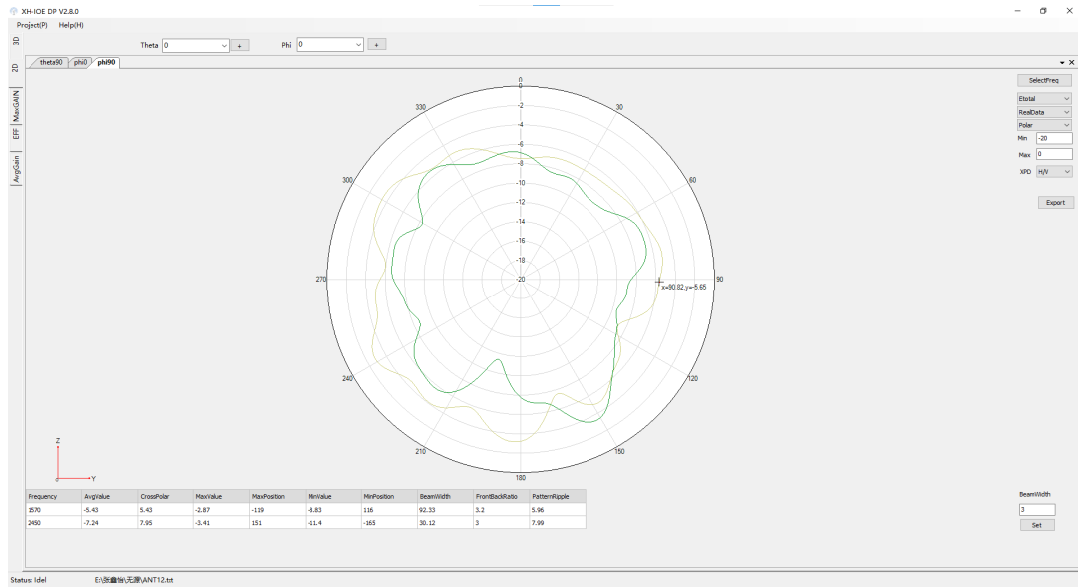 XH-IOE DP V2.8.0
Project(P) Help(H)
3D
Theta 0 + Phi 0 +
2D
theta90 phi0 phi90
MaxGAIN
EFF
AvgGain
SelectFreq
Etotal
RealData
Polar
Min -20
Max 0
XPD H/V
Export
0
0
-2
-4
-6
-8
-10
-12
-14
-16
-18
-20
30
60
90
120
150
180
210
240
270
300
330
x=90.82,y=-5.65
Z
Y
Frequency AvgValue CrossPolar MaxValue MaxPosition MinValue MinPosition BeamWidth FrontBackRatio PatternRipple
1570 -5.43 5.43 -2.87 -119 -8.83 116 92.33 3.2 5.96
2450 -7.24 7.95 -3.41 151 -11.4 -165 30.12 3 7.99
BeamWidth
3
Set
Status: Idel E:\张鑫怡\无源\ANT12.txt